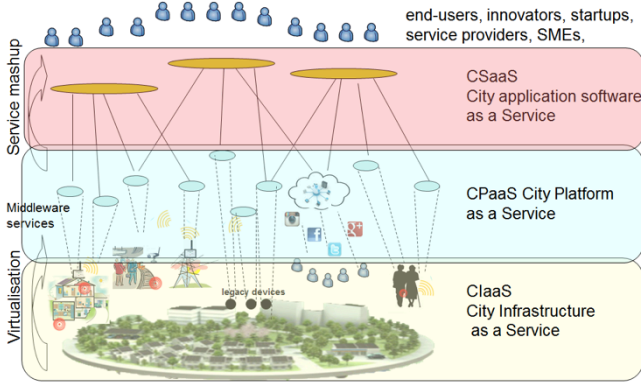 end-users, innovators, startups,
service providers, SMEs,
Service mashup
CSaaS
City application software
as a Service
CPaaS City Platform
as a Service
Middleware
services
g+
f
Virtualisation
legacy devices
CIaaS
City Infrastructure
as a Service